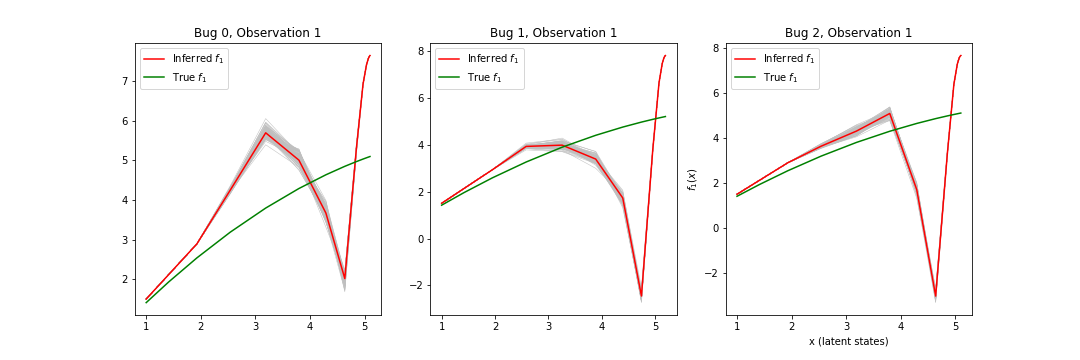 Bug 0, Observation 1
Inferred f₁
True f₁
7
6
5
4
3
2
1 2 3 4 5
Bug 1, Observation 1
Inferred f₁
True f₁
8
6
4
2
0
−2
1 2 3 4 5
Bug 2, Observation 1
Inferred f₁
True f₁
f₁(x)
8
6
4
2
0
−2
1 2 3 4 5
x (latent states)